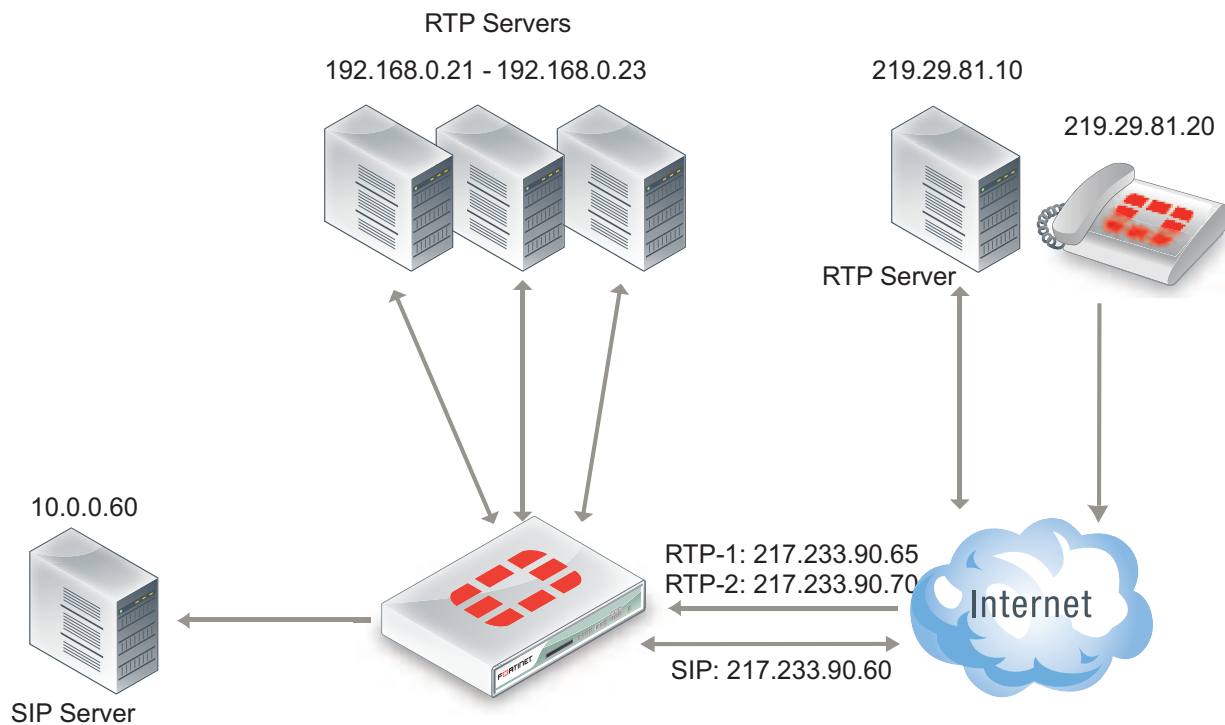 RTP Servers
192.168.0.21 - 192.168.0.23
219.29.81.10
219.29.81.20
RTP Server
10.0.0.60
RTP-1: 217.233.90.65
RTP-2: 217.233.90.70
Internet
FORTINET
SIP: 217.233.90.60
SIP Server